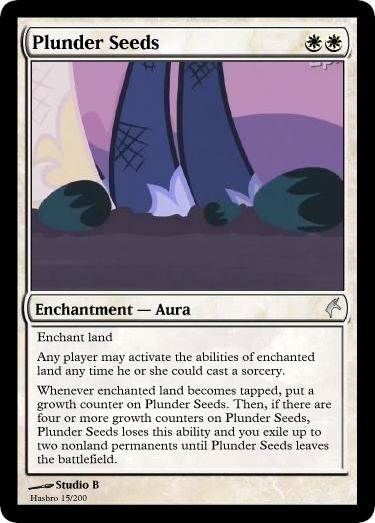 Plunder Seeds
Enchantment — Aura
Enchant land
Any player may activate the abilities of enchanted
land any time he or she could cast a sorcery.
Whenever enchanted land becomes tapped, put a
growth counter on Plunder Seeds. Then, if there are
four or more growth counters on Plunder Seeds,
Plunder Seeds loses this ability and you exile up to
two nonland permanents until Plunder Seeds leaves
the battlefield.
Studio B
Hasbro 15/200